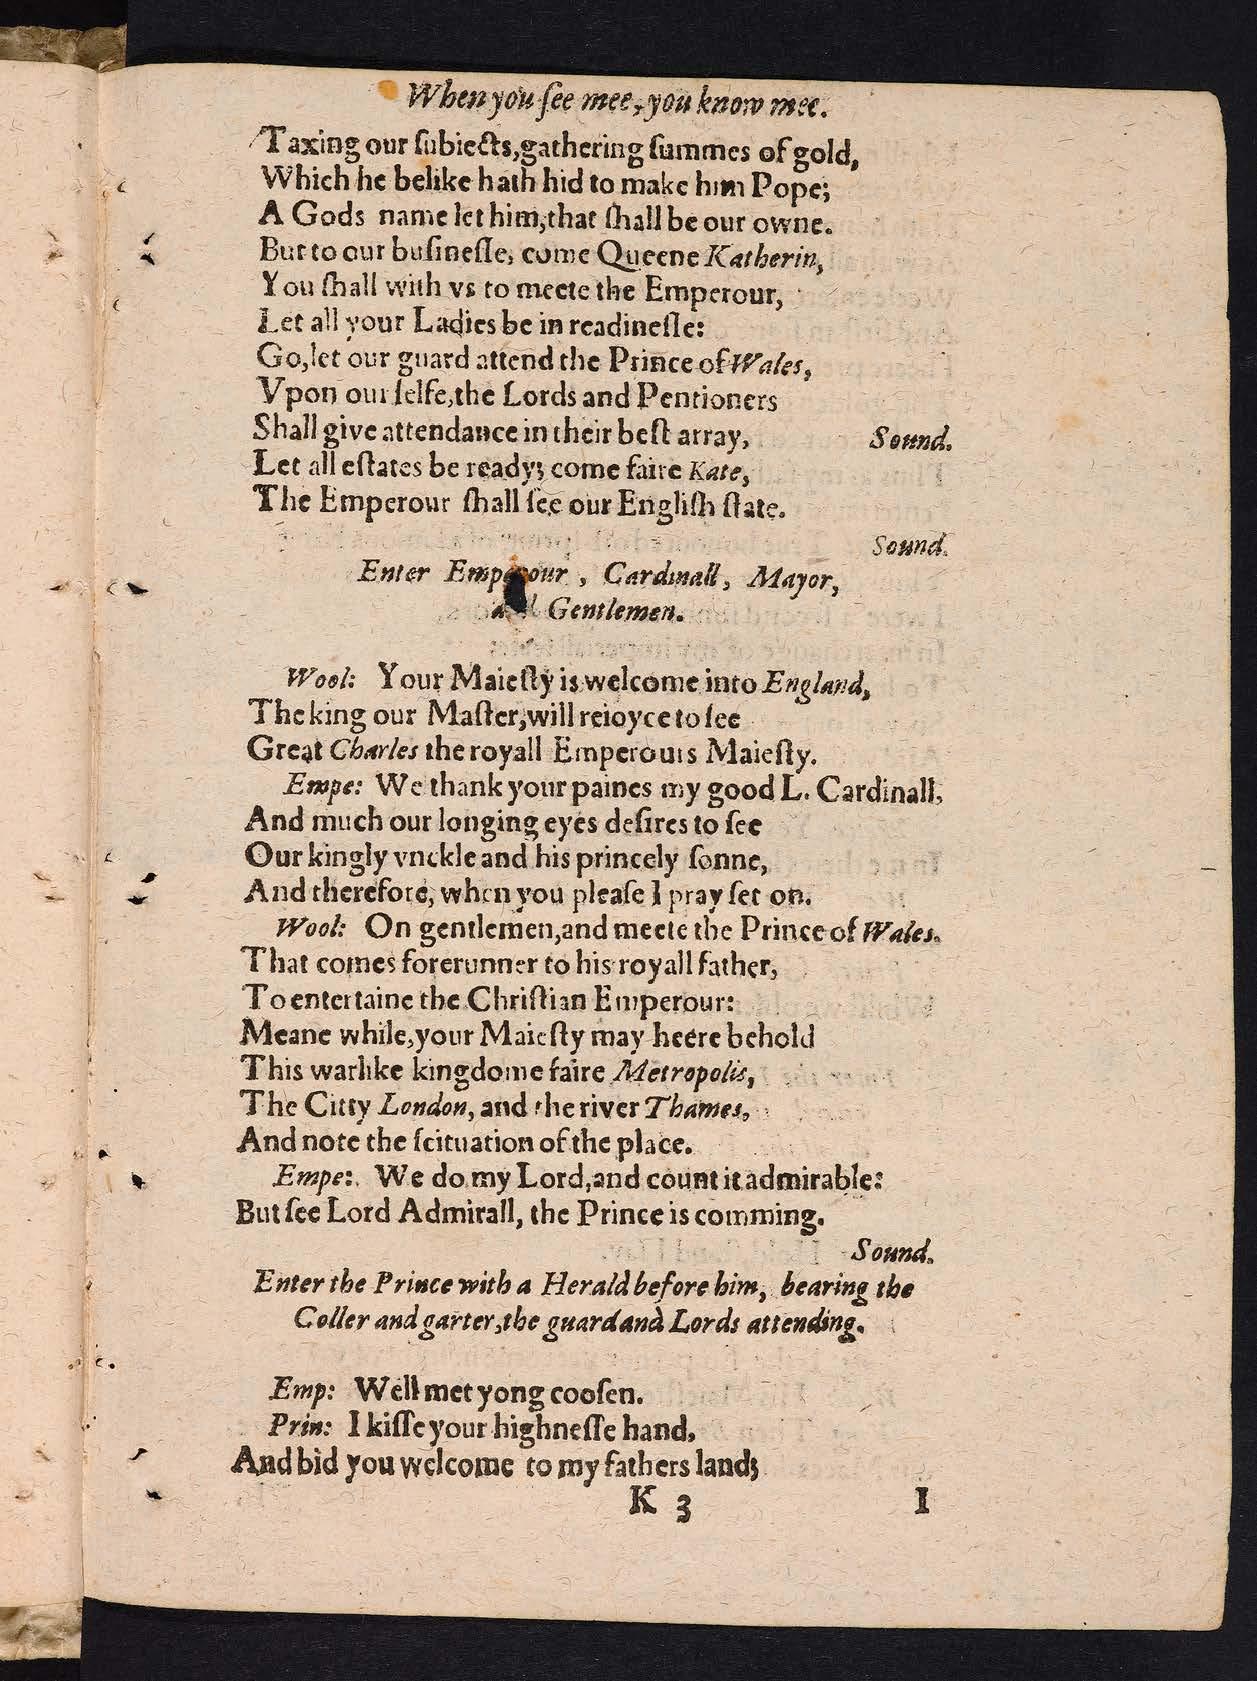 When you ſee mee, you know mee.
Taxing our ſubiects, gathering ſummes of gold,
Which he belike hath hid to make him Pope;
A Gods name let him, that ſhall be our owne.
But to our buſineſſe, come Queene Katherin,
You ſhall with vs to meete the Emperour,
Let all your Ladies be in readineſſe:
Go, let our guard attend the Prince of Wales,
Vpon our ſelfe, the Lords and Pentioners
Shall give attendance in their beſt array, Sound.
Let all eſtates be ready; come faire Kate,
The Emperour ſhall ſee our Engliſh ſtate.
Sound.
Enter Emperour, Cardinall, Mayor,
and Gentlemen.
Wool: Your Maieſty is welcome into England,
The king our Maſter, will reioyce to ſee
Great Charles the royall Emperours Maieſty.
Empe: We thank your paines my good L. Cardinall,
And much our longing eyes deſires to ſee
Our kingly vnckle and his princely ſonne,
And therefore, when you pleaſe I pray ſet on.
Wool: On gentlemen, and meete the Prince of Wales.
That comes forerunner to his royall father,
To entertaine the Chriſtian Emperour:
Meane while, your Maieſty may heere behold
This warlike kingdome faire Metropolis,
The Citty London, and the river Thames,
And note the ſcituation of the place.
Empe: We do my Lord, and count it admirable:
But ſee Lord Admirall, the Prince is comming.
Sound.
Enter the Prince with a Herald before him, bearing the
Coller and garter, the guard and Lords attending.
Emp: Well met yong cooſen.
Prin: I kiſſe your highneſſe hand,
And bid you welcome to my fathers land;
K 3 I